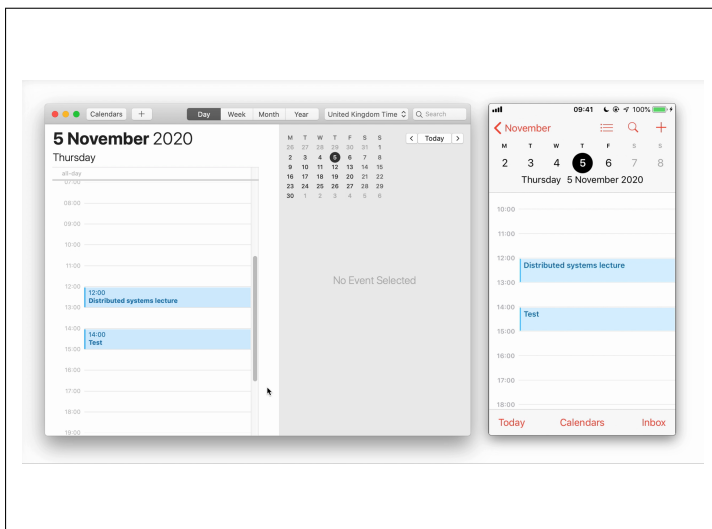 Calendars + Day Week Month Year United Kingdom Time Search
5 November 2020
Thursday
all-day
07:00
08:00
09:00
10:00
11:00
12:00
12:00
Distributed systems lecture
13:00
14:00
14:00
Test
15:00
16:00
17:00
18:00
19:00
< Today >
M T W T F S S
26 27 28 29 30 31 1
2 3 4 5 6 7 8
9 10 11 12 13 14 15
16 17 18 19 20 21 22
23 24 25 26 27 28 29
30 1 2 3 4 5 6
No Event Selected
09:41 100%
November
M T W T F S S
2 3 4 5 6 7 8
Thursday 5 November 2020
10:00
11:00
12:00
Distributed systems lecture
13:00
14:00
Test
15:00
16:00
17:00
18:00
Today Calendars Inbox